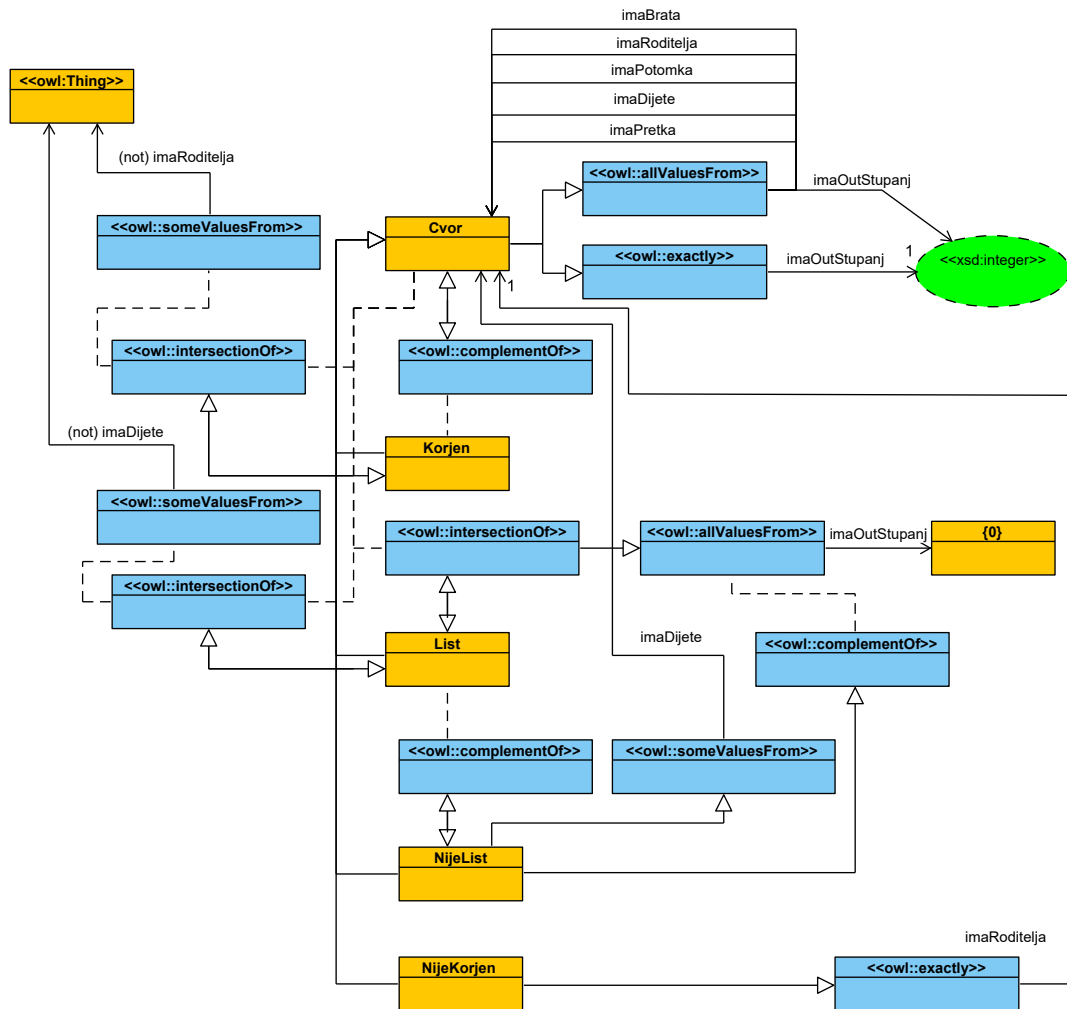 imaBrata
imaRoditelja
imaPotomka
imaDijete
imaPretka
<<owl:Thing>>
(not) imaRoditelja
<<owl::allValuesFrom>>
imaOutStupanj
<<owl::someValuesFrom>>
Cvor
<<owl::exactly>>
imaOutStupanj
1
<<xsd:integer>>
1
<<owl::intersectionOf>>
<<owl::complementOf>>
(not) imaDijete
Korjen
<<owl::someValuesFrom>>
<<owl::intersectionOf>>
<<owl::allValuesFrom>>
imaOutStupanj
{0}
<<owl::intersectionOf>>
List
imaDijete
<<owl::complementOf>>
<<owl::complementOf>>
<<owl::someValuesFrom>>
NijeList
imaRoditelja
NijeKorjen
<<owl::exactly>>